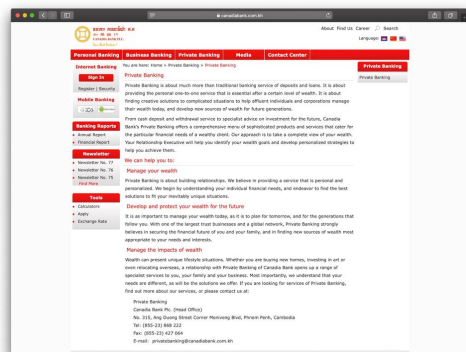 canadiabank.com.kh
About Find Us Career Search
Language:
CANADIA BANK PLC.
Personal Banking Business Banking Private Banking Media Contact Center
Internet Banking
Sign In
Register | Security
Mobile Banking
Banking Reports
Annual Report
Financial Report
Newsletter
Newsletter No. 77
Newsletter No. 76
Newsletter No. 75
Find More
Tools
Calculators
Apply
Exchange Rate
You are here: Home » Private Banking » Private Banking
Private Banking
Private Banking is about much more than traditional banking service of deposits and loans. It is about
providing the personal one-to-one service that is essential after a certain level of wealth. It is about
finding creative solutions to complicated situations to help affluent individuals and corporations manage
their wealth today, and develop new sources of wealth for future generations.
From cash deposit and withdrawal service to specialist advice on investment for the future, Canadia
Bank's Private Banking offers a comprehensive menu of sophisticated products and services that cater for
the particular financial needs of a wealthy client. Our approach is to take a complete view of your wealth.
Your Relationship Executive will help you identify your wealth goals and develop personalized strategies to
help you achieve them.
We can help you to:
Manage your wealth
Private Banking is about building relationships. We believe in providing a service that is personal and
personalized. We begin by understanding your individual financial needs, and endeavor to find the best
solutions to fit your inevitably unique situations.
Develop and protect your wealth for the future
It is as important to manage your wealth today, as it is to plan for tomorrow, and for the generations that
follow you. With one of the largest trust businesses and a global network, Private Banking strongly
believes in securing the financial future of you and your family, and in finding new sources of wealth most
appropriate to your needs and interests.
Manage the impacts of wealth
Wealth can present unique lifestyle situations. Whether you are buying new homes, investing in art or
even relocating overseas, a relationship with Private Banking of Canadia Bank opens up a range of
specialist services to you, your family and your business. Most importantly, we understand that your
needs are different, as will be the solutions we offer. If you are looking for services of Private Banking,
find out more about our services, or please contact us at:
Private Banking
Canadia Bank Plc. (Head Office)
No. 315, Ang Duong Street Corner Monivong Blvd, Phnom Penh, Cambodia
Tel: (855-23) 868 222
Fax: (855-23) 427 064
E-mail: privatebanking@canadiabank.com.kh
Private Banking
Private Banking